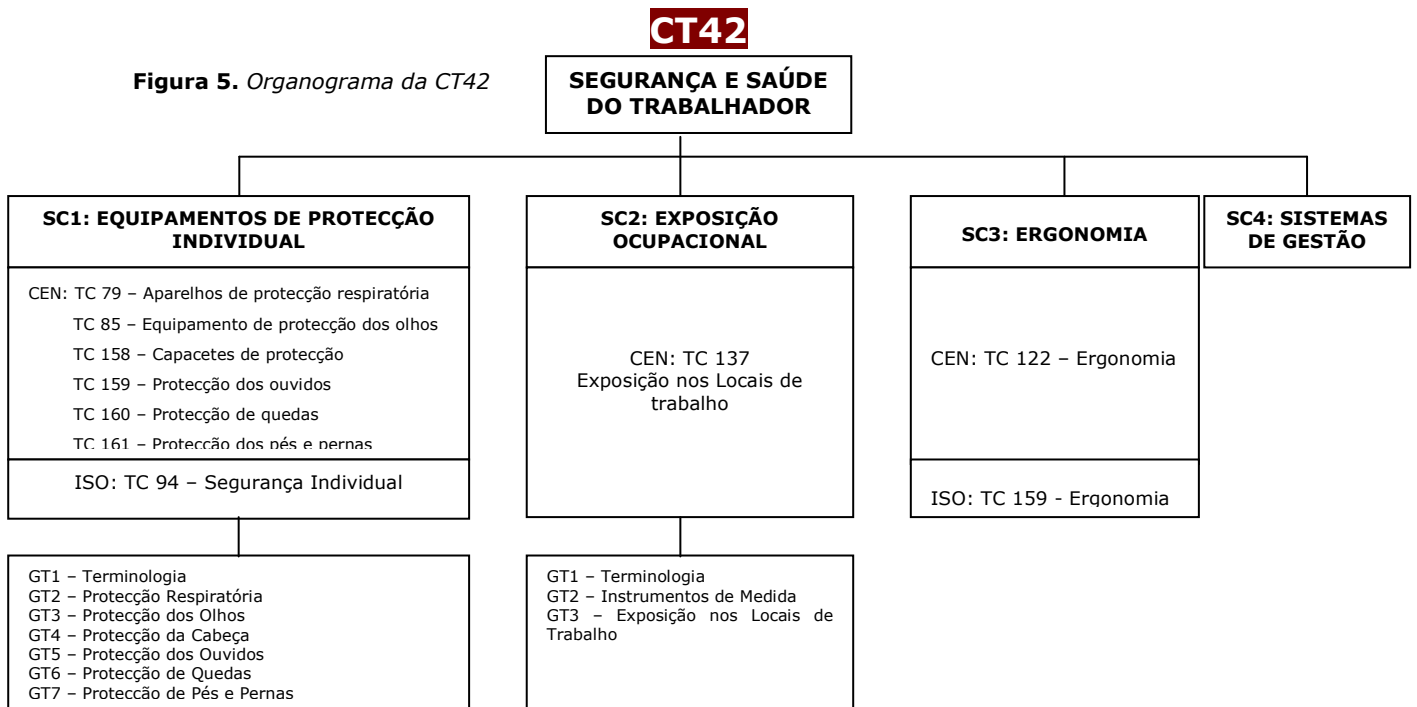 CT42
Figura 5. Organograma da CT42
SEGURANÇA E SAÚDE
DO TRABALHADOR
SC1: EQUIPAMENTOS DE PROTECÇÃO
INDIVIDUAL
CEN: TC 79 – Aparelhos de protecção respiratória
TC 85 – Equipamento de protecção dos olhos
TC 158 – Capacetes de protecção
TC 159 – Protecção dos ouvidos
TC 160 – Protecção de quedas
TC 161 – Protecção dos pés e pernas
ISO: TC 94 – Segurança Individual
GT1 – Terminologia
GT2 – Protecção Respiratória
GT3 – Protecção dos Olhos
GT4 – Protecção da Cabeça
GT5 – Protecção dos Ouvidos
GT6 – Protecção de Quedas
GT7 – Protecção de Pés e Pernas
SC2: EXPOSIÇÃO
OCUPACIONAL
CEN: TC 137
Exposição nos Locais de
trabalho
GT1 – Terminologia
GT2 – Instrumentos de Medida
GT3 – Exposição nos Locais de
Trabalho
SC3: ERGONOMIA
CEN: TC 122 – Ergonomia
ISO: TC 159 - Ergonomia
SC4: SISTEMAS
DE GESTÃO